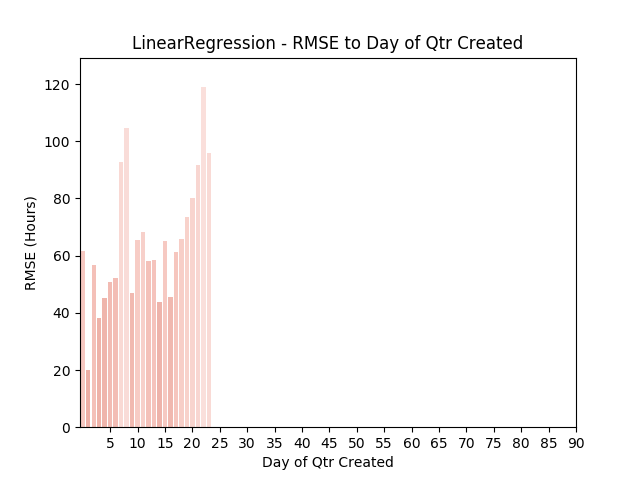 LinearRegression - RMSE to Day of Qtr Created
120
100
80
60
40
20
0
RMSE (Hours)
5 10 15 20 25 30 35 40 45 50 55 60 65 70 75 80 85 90
Day of Qtr Created